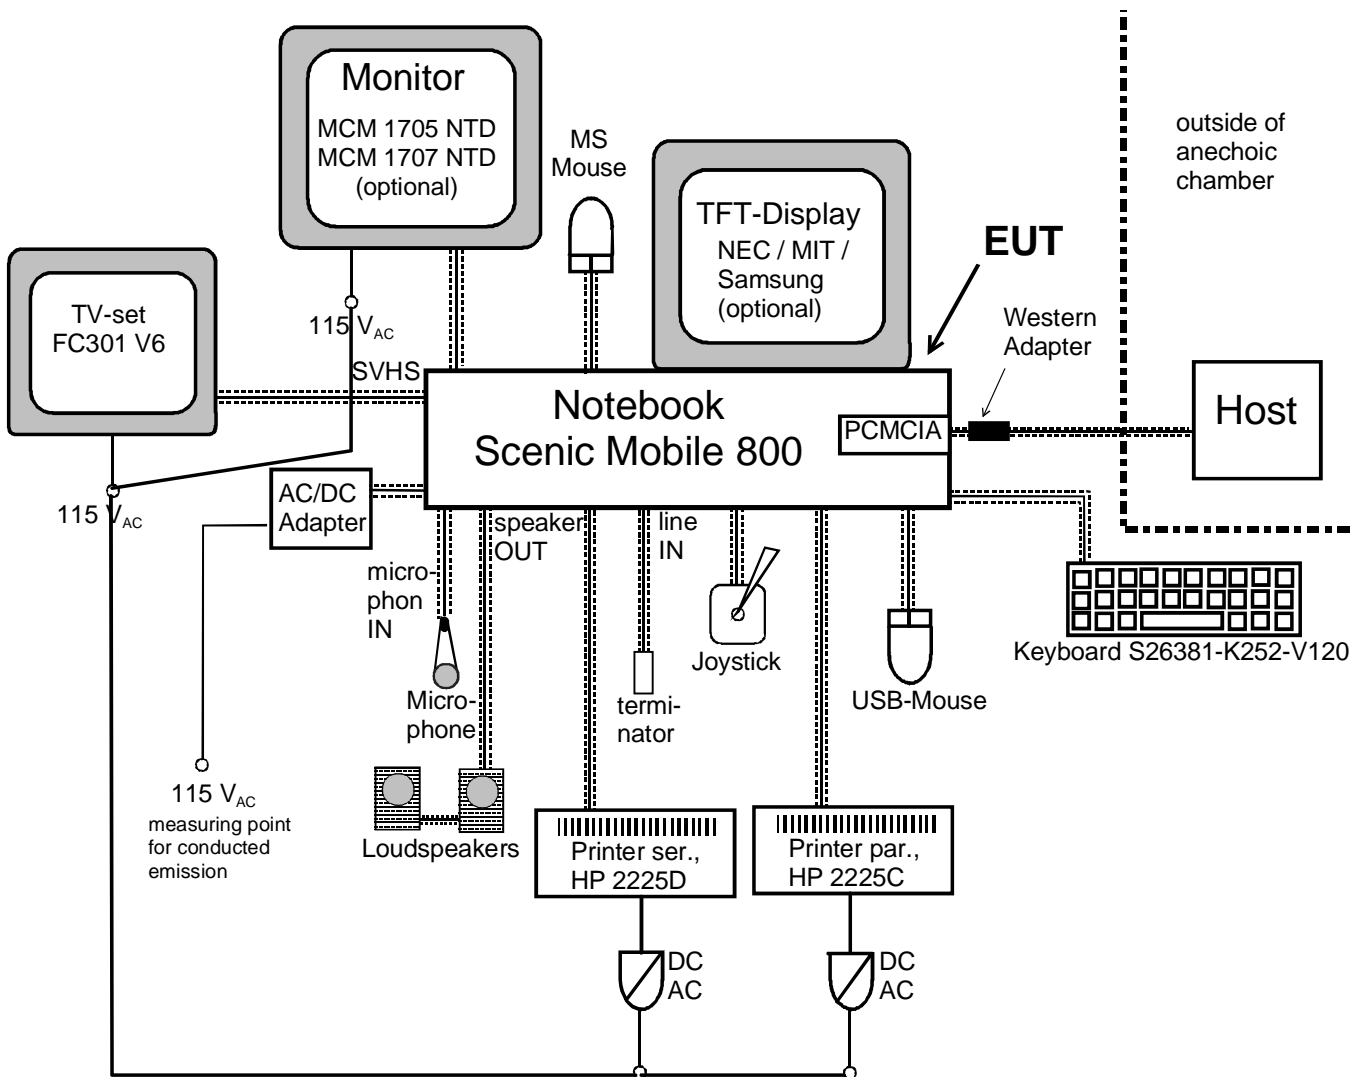 Monitor
MCM 1705 NTD
MCM 1707 NTD
(optional)
MS
Mouse
outside of
anechoic
chamber
TFT-Display
NEC / MIT /
Samsung
(optional)
EUT
TV-set
FC301 V6
115 VAC
SVHS
Western
Adapter
Notebook
Scenic Mobile 800
PCMCIA
Host
AC/DC
Adapter
115 VAC
speaker
OUT
line
IN
micro-
phon
IN
Joystick
Keyboard S26381-K252-V120
Micro-
phone
termi-
nator
USB-Mouse
115 VAC
measuring point
for conducted
emission
Loudspeakers
Printer ser.,
HP 2225D
Printer par.,
HP 2225C
DC
AC
DC
AC